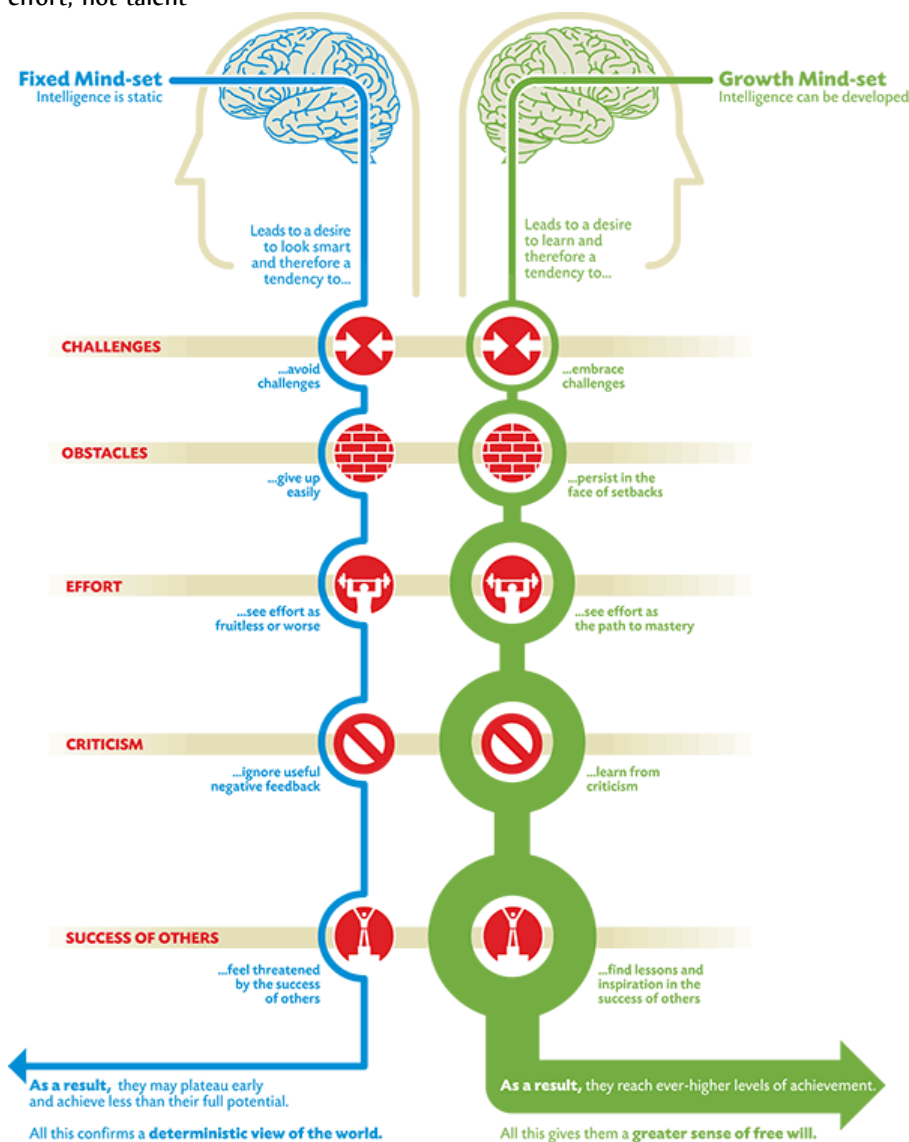 effort, not talent
Fixed Mind-set
Intelligence is static
Growth Mind-set
Intelligence can be developed
Leads to a desire
to look smart
and therefore a
tendency to...
Leads to a desire
to learn and
therefore a
tendency to...
CHALLENGES
...avoid
challenges
...embrace
challenges
OBSTACLES
...give up
easily
...persist in the
face of setbacks
EFFORT
...see effort as
fruitless or worse
...see effort as
the path to mastery
CRITICISM
...ignore useful
negative feedback
...learn from
criticism
SUCCESS OF OTHERS
...feel threatened
by the success
of others
...find lessons and
inspiration in the
success of others
As a result, they may plateau early
and achieve less than their full potential.
All this confirms a deterministic view of the world.
As a result, they reach ever-higher levels of achievement.
All this gives them a greater sense of free will.